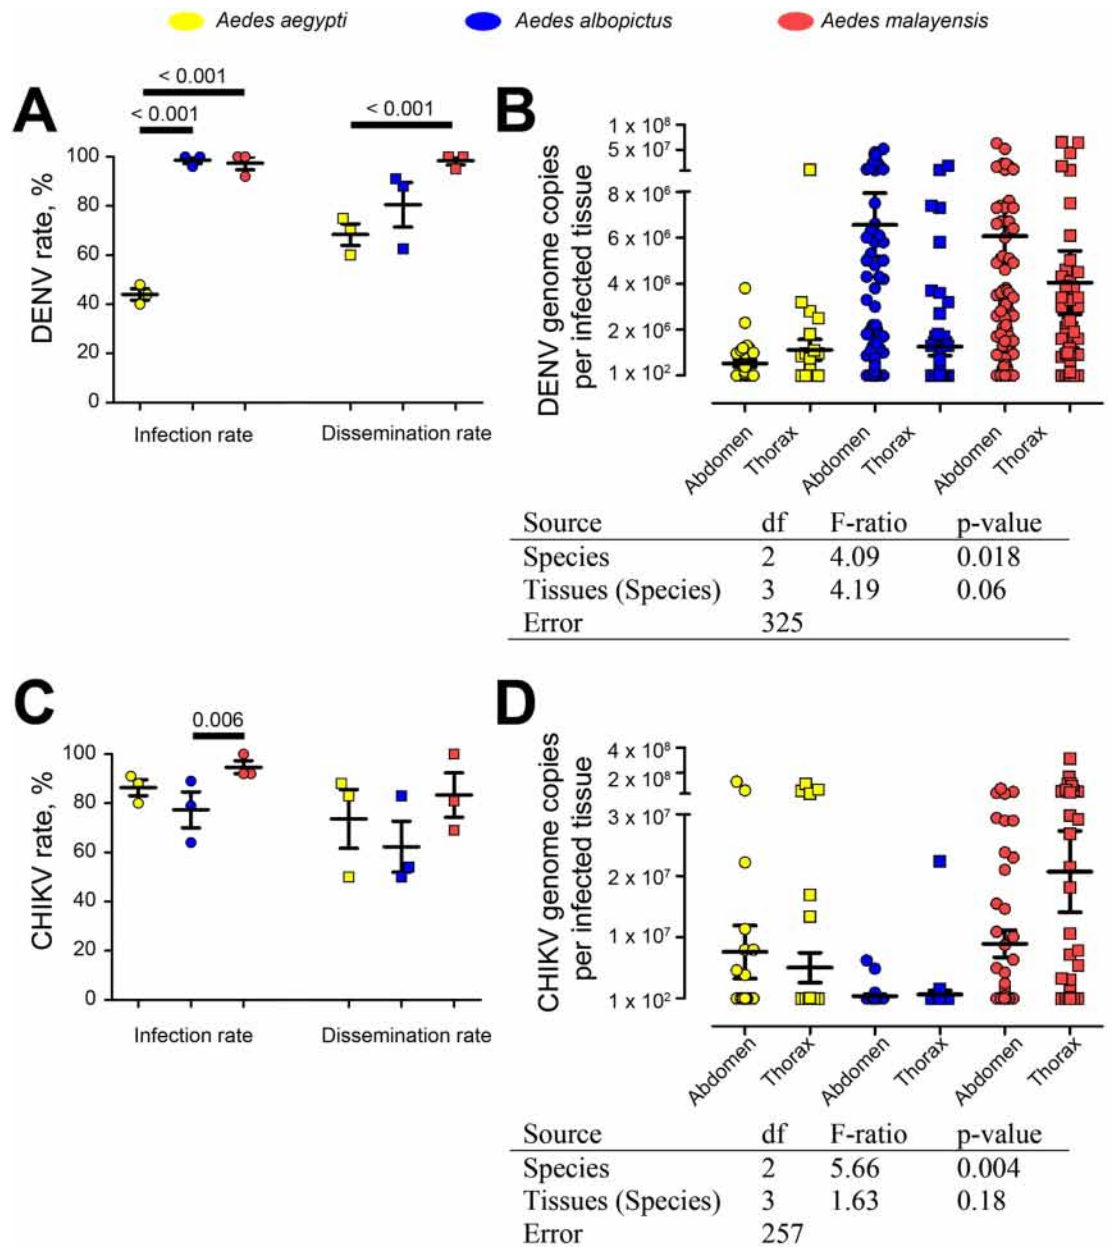 Aedes aegypti Aedes albopictus Aedes malayensis
A
< 0.001
< 0.001
< 0.001
DENV rate, %
100
80
60
40
20
0
Infection rate Dissemination rate
B
DENV genome copies
per infected tissue
1 x 10⁸
5 x 10⁷
8 x 10⁶
6 x 10⁶
4 x 10⁶
2 x 10⁶
1 x 10²
Abdomen Thorax Abdomen Thorax Abdomen Thorax
Source df F-ratio p-value
Species 2 4.09 0.018
Tissues (Species) 3 4.19 0.06
Error 325
C
0.006
CHIKV rate, %
100
80
60
40
20
0
Infection rate Dissemination rate
D
CHIKV genome copies
per infected tissue
4 x 10⁸
2 x 10⁸
3 x 10⁷
2 x 10⁷
1 x 10⁷
1 x 10²
Abdomen Thorax Abdomen Thorax Abdomen Thorax
Source df F-ratio p-value
Species 2 5.66 0.004
Tissues (Species) 3 1.63 0.18
Error 257